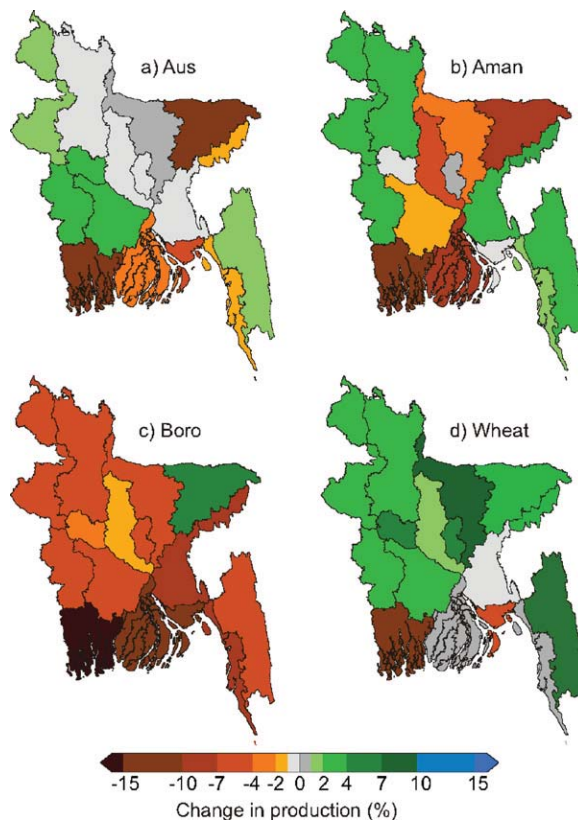 a) Aus
b) Aman
c) Boro
d) Wheat
-15 -10 -7 -4 -2 0 2 4 7 10 15
Change in production (%)